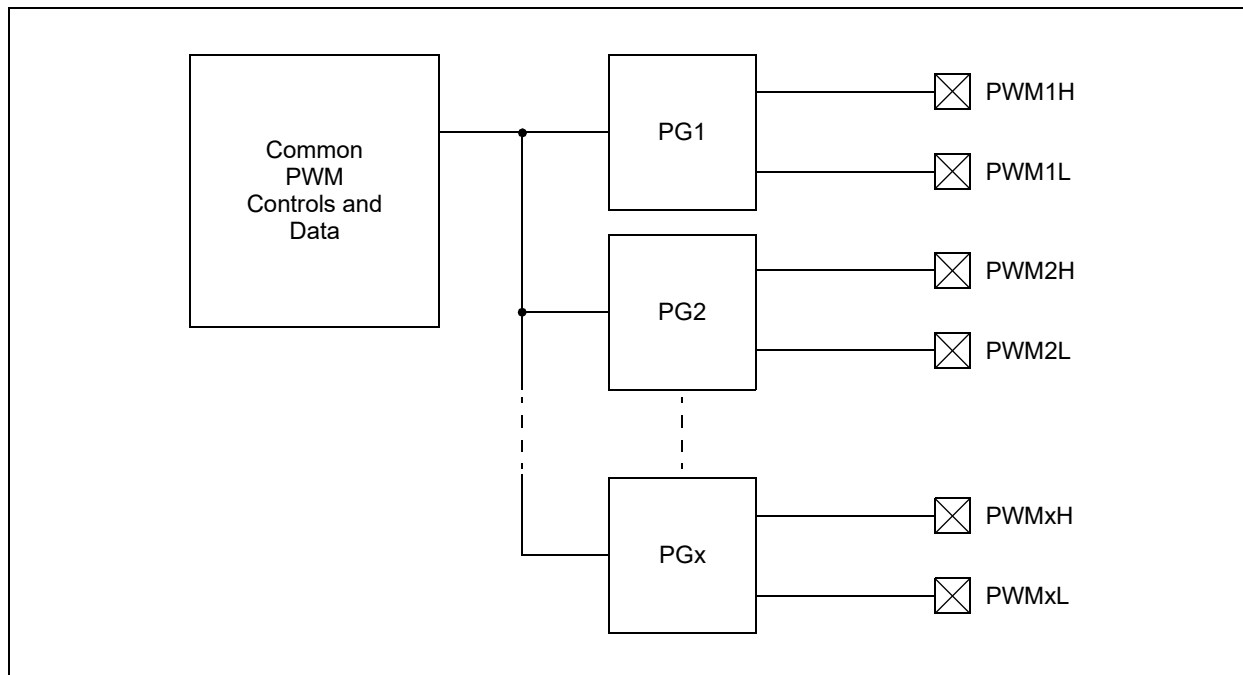 Common
PWM
Controls and
Data
PG1
PWM1H
PWM1L
PG2
PWM2H
PWM2L
PGx
PWMxH
PWMxL